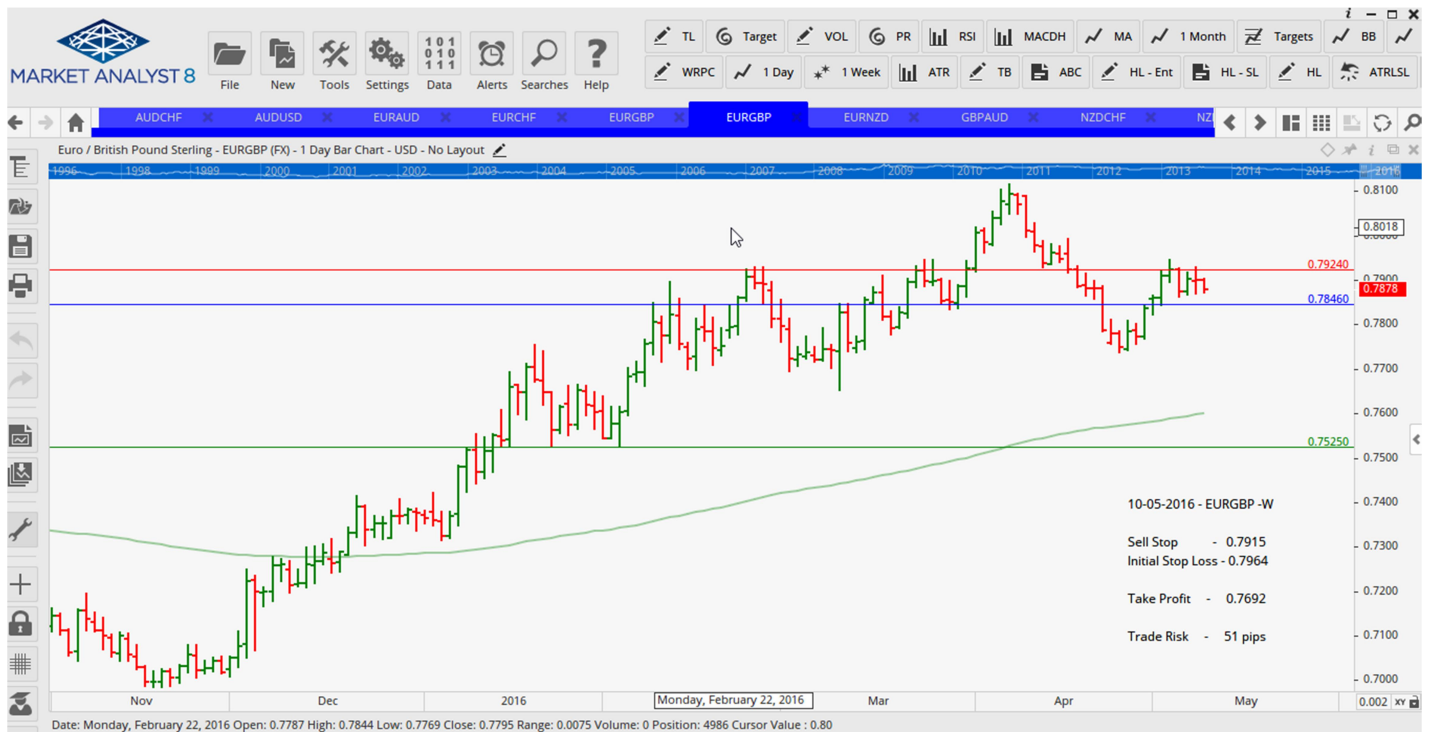 MARKET ANALYST 8
File New Tools Settings Data Alerts Searches Help
TL Target VOL PR RSI MACDH MA 1 Month Targets BB
WRPC 1 Day 1 Week ATR TB ABC HL - Ent HL - SL HL ATRLSL
AUDCHF AUDUSD EURAUD EURCHF EURGBP EURGBP EURNZD GBPAUD NZDCHF
Euro / British Pound Sterling - EURGBP (FX) - 1 Day Bar Chart - USD - No Layout
1996 1998 1999 2000 2001 2002 2003 2004 2005 2006 2007 2008 2009 2010 2011 2012 2013 2014 2015 2016
0.8100
0.8018
0.79240
0.7900
0.7878
0.78460
0.7800
0.7700
0.7600
0.75250
0.7500
0.7400
0.7300
0.7200
0.7100
0.7000
10-05-2016 - EURGBP -W
Sell Stop - 0.7915
Initial Stop Loss - 0.7964
Take Profit - 0.7692
Trade Risk - 51 pips
Nov Dec 2016 Monday, February 22, 2016 Mar Apr May 0.002 XY
Date: Monday, February 22, 2016 Open: 0.7787 High: 0.7844 Low: 0.7769 Close: 0.7795 Range: 0.0075 Volume: 0 Position: 4986 Cursor Value : 0.80